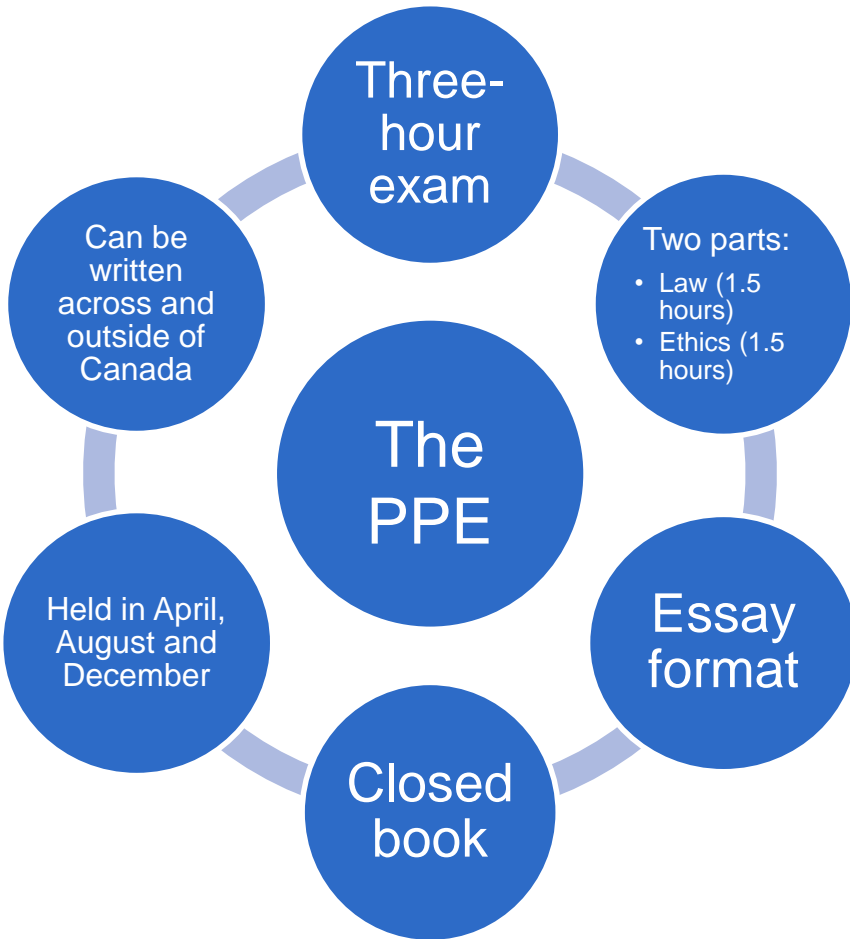 Three-
hour
exam
Two parts:
• Law (1.5
hours)
• Ethics (1.5
hours)
Essay
format
Closed
book
Held in April,
August and
December
Can be
written
across and
outside of
Canada
The
PPE